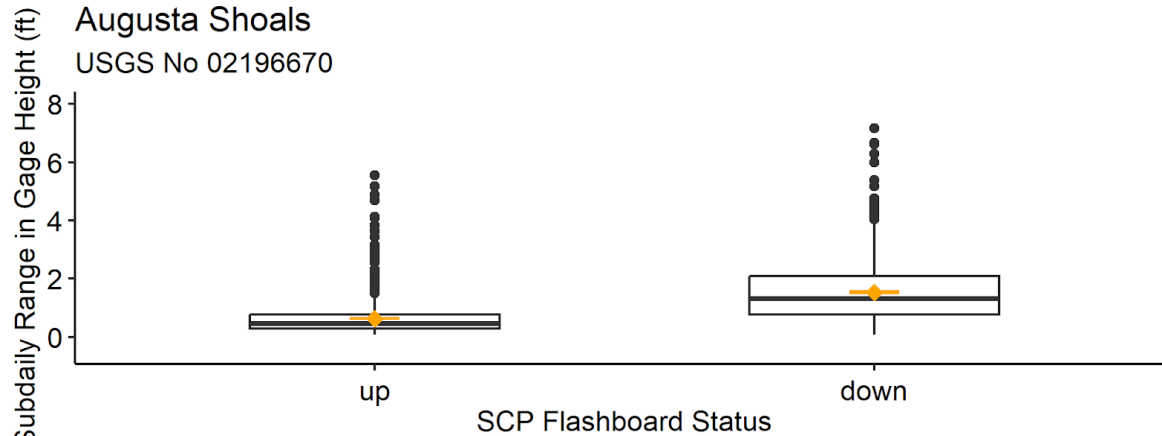 Augusta Shoals
USGS No 02196670
Subdaily Range in Gage Height (ft)
8
6
4
2
0
up down
SCP Flashboard Status